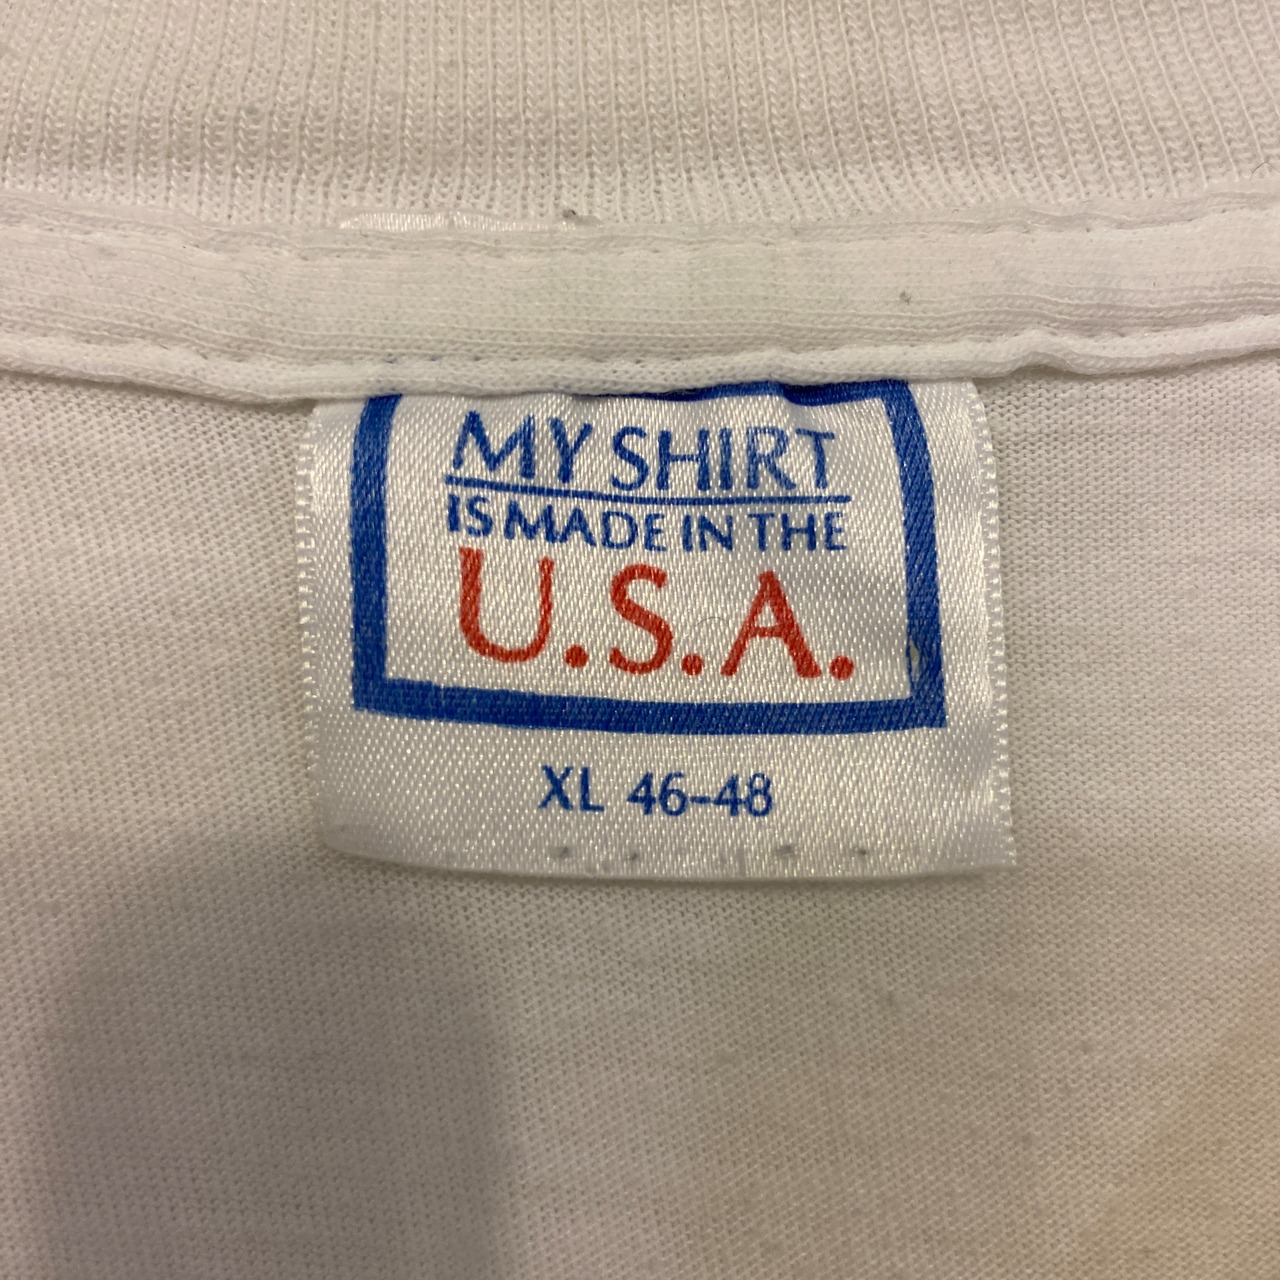 MY SHIRT
IS MADE IN THE
U.S.A.
XL 46-48